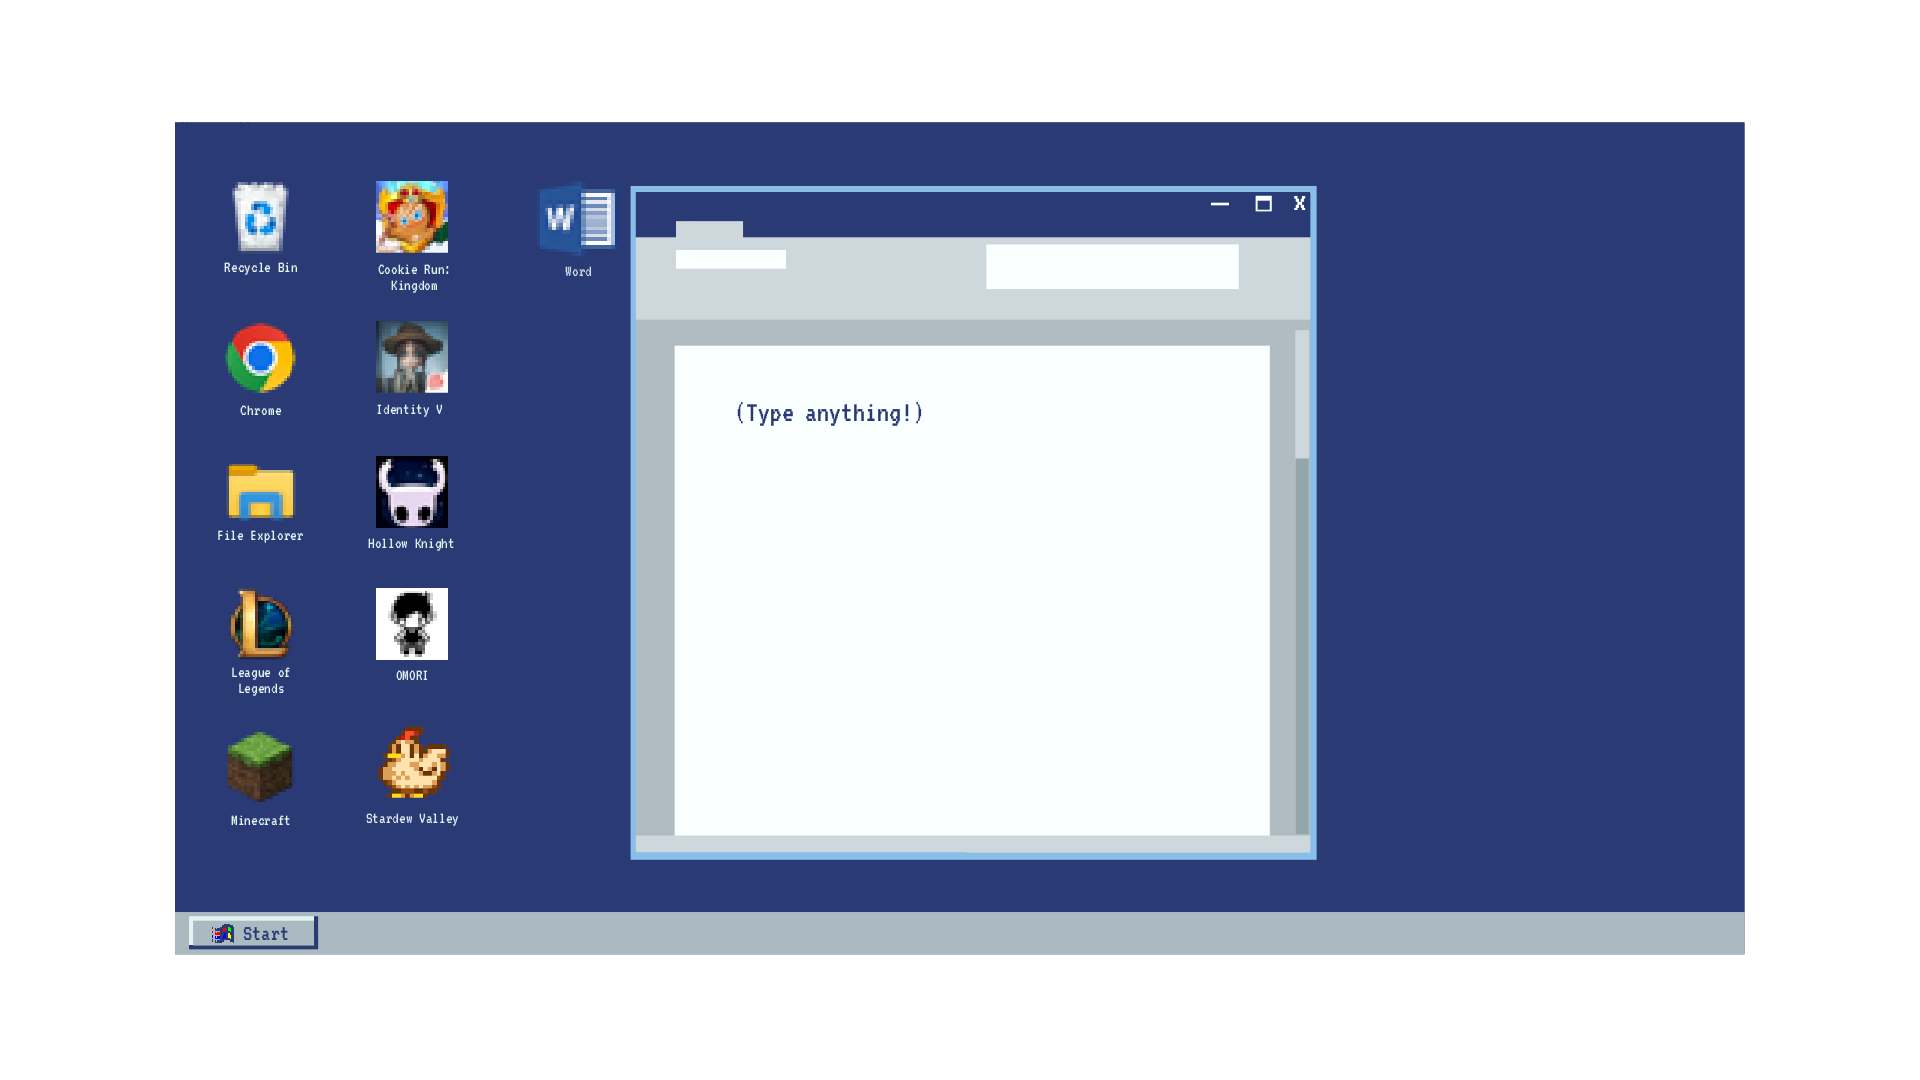 Recycle Bin
Cookie Run:
Kingdom
W
Word
X
(Type anything!)
Chrome
Identity V
File Explorer
Hollow Knight
League of
Legends
OMORI
Minecraft
Stardew Valley
Start